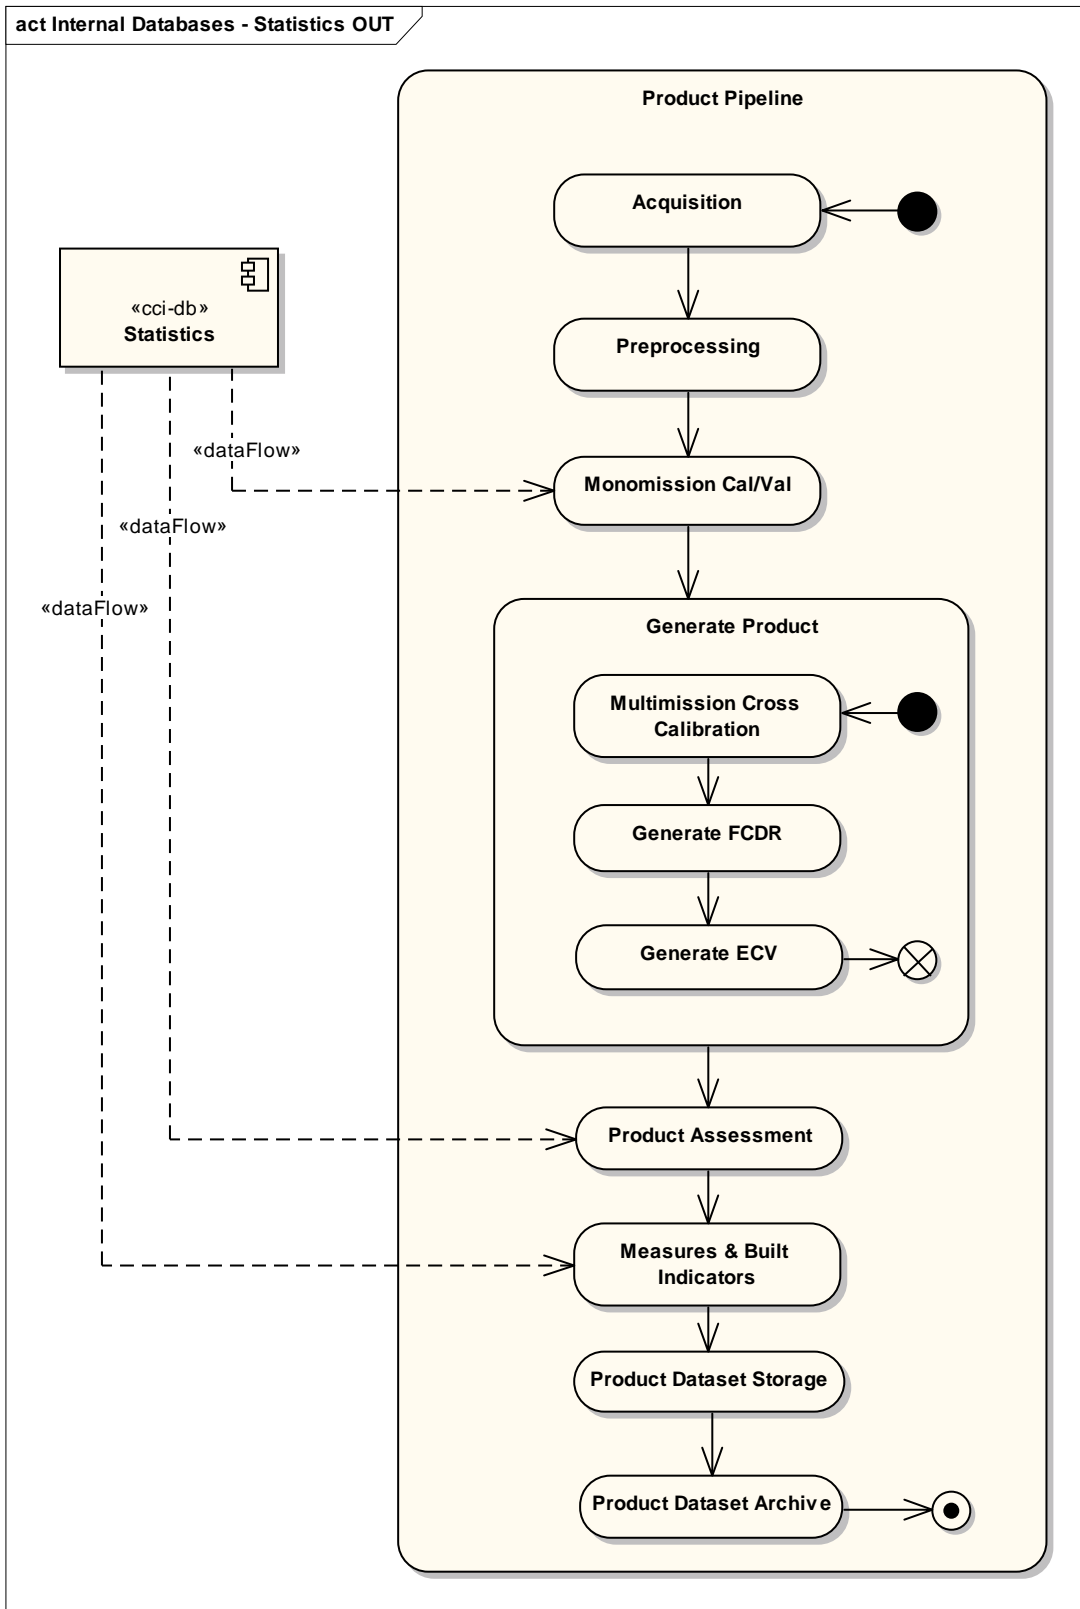 act Internal Databases - Statistics OUT
Product Pipeline
Acquisition
«cci-db»
Statistics
Preprocessing
«dataFlow»
Monomission Cal/Val
«dataFlow»
«dataFlow»
Generate Product
Multimission Cross
Calibration
Generate FCDR
Generate ECV
Product Assessment
Measures & Built
Indicators
Product Dataset Storage
Product Dataset Archive